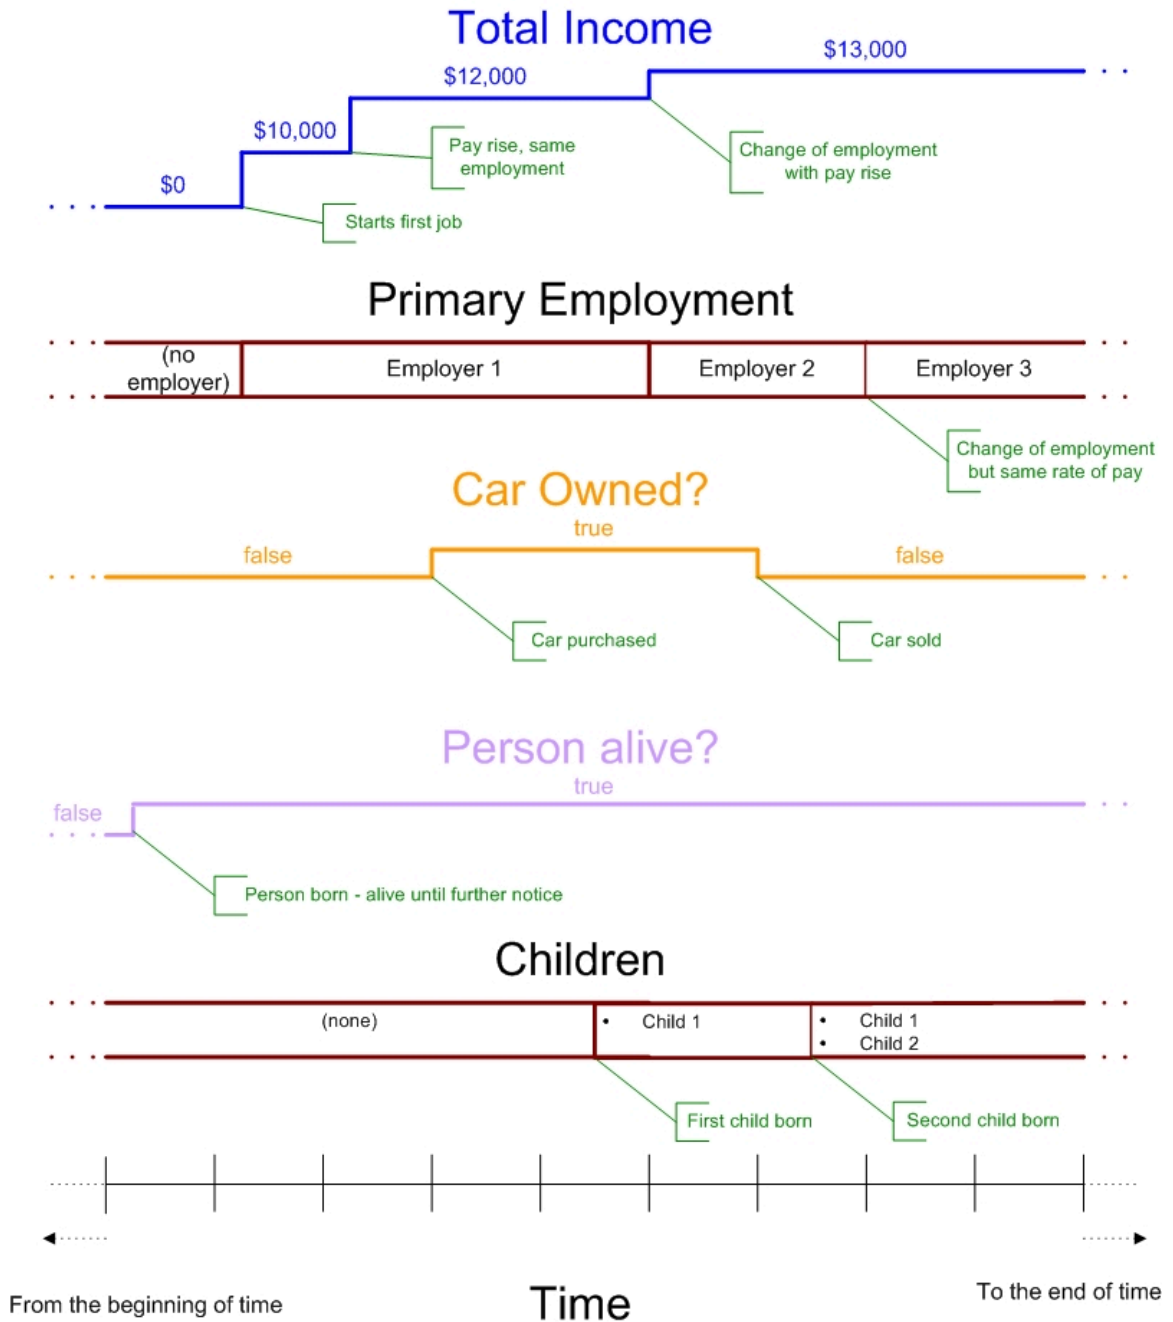 Total Income
$13,000
$12,000
$10,000
Pay rise, same
employment
Change of employment
with pay rise
$0
Starts first job
Primary Employment
(no
employer)
Employer 1
Employer 2
Employer 3
Change of employment
but same rate of pay
Car Owned?
true
false
false
Car purchased
Car sold
Person alive?
true
false
Person born - alive until further notice
Children
(none)
• Child 1
• Child 1
• Child 2
First child born
Second child born
From the beginning of time
Time
To the end of time